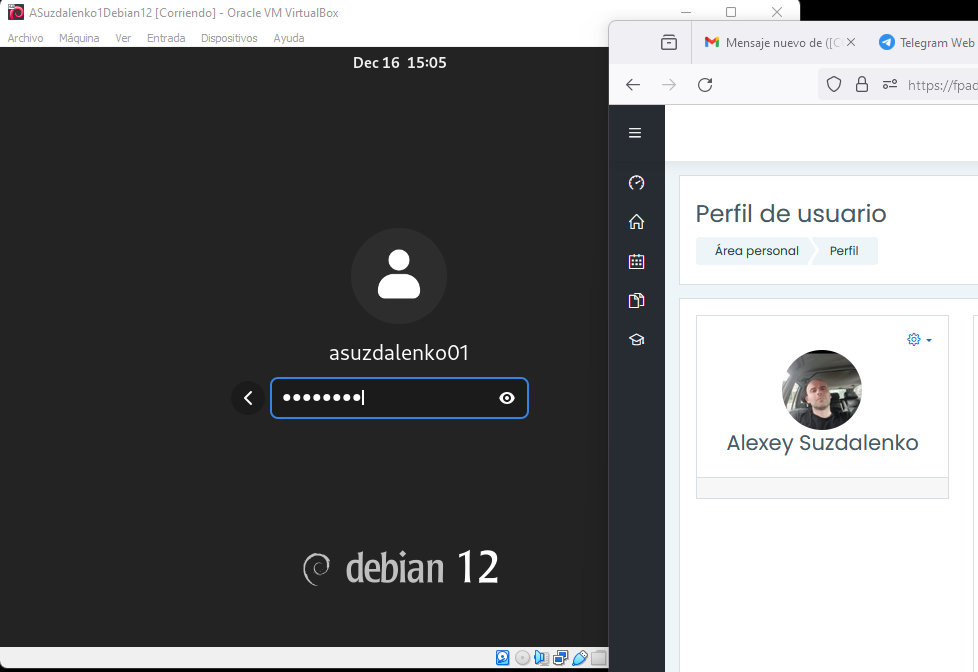 ASuzdalenko1Debian12 [Corriendo] - Oracle VM VirtualBox
Archivo Máquina Ver Entrada Dispositivos Ayuda
Dec 16 15:05
asuzdalenko01
debian 12
Mensaje nuevo de ([C
Telegram Web
https://fpad
Perfil de usuario
Área personal
Perfil
Alexey Suzdalenko